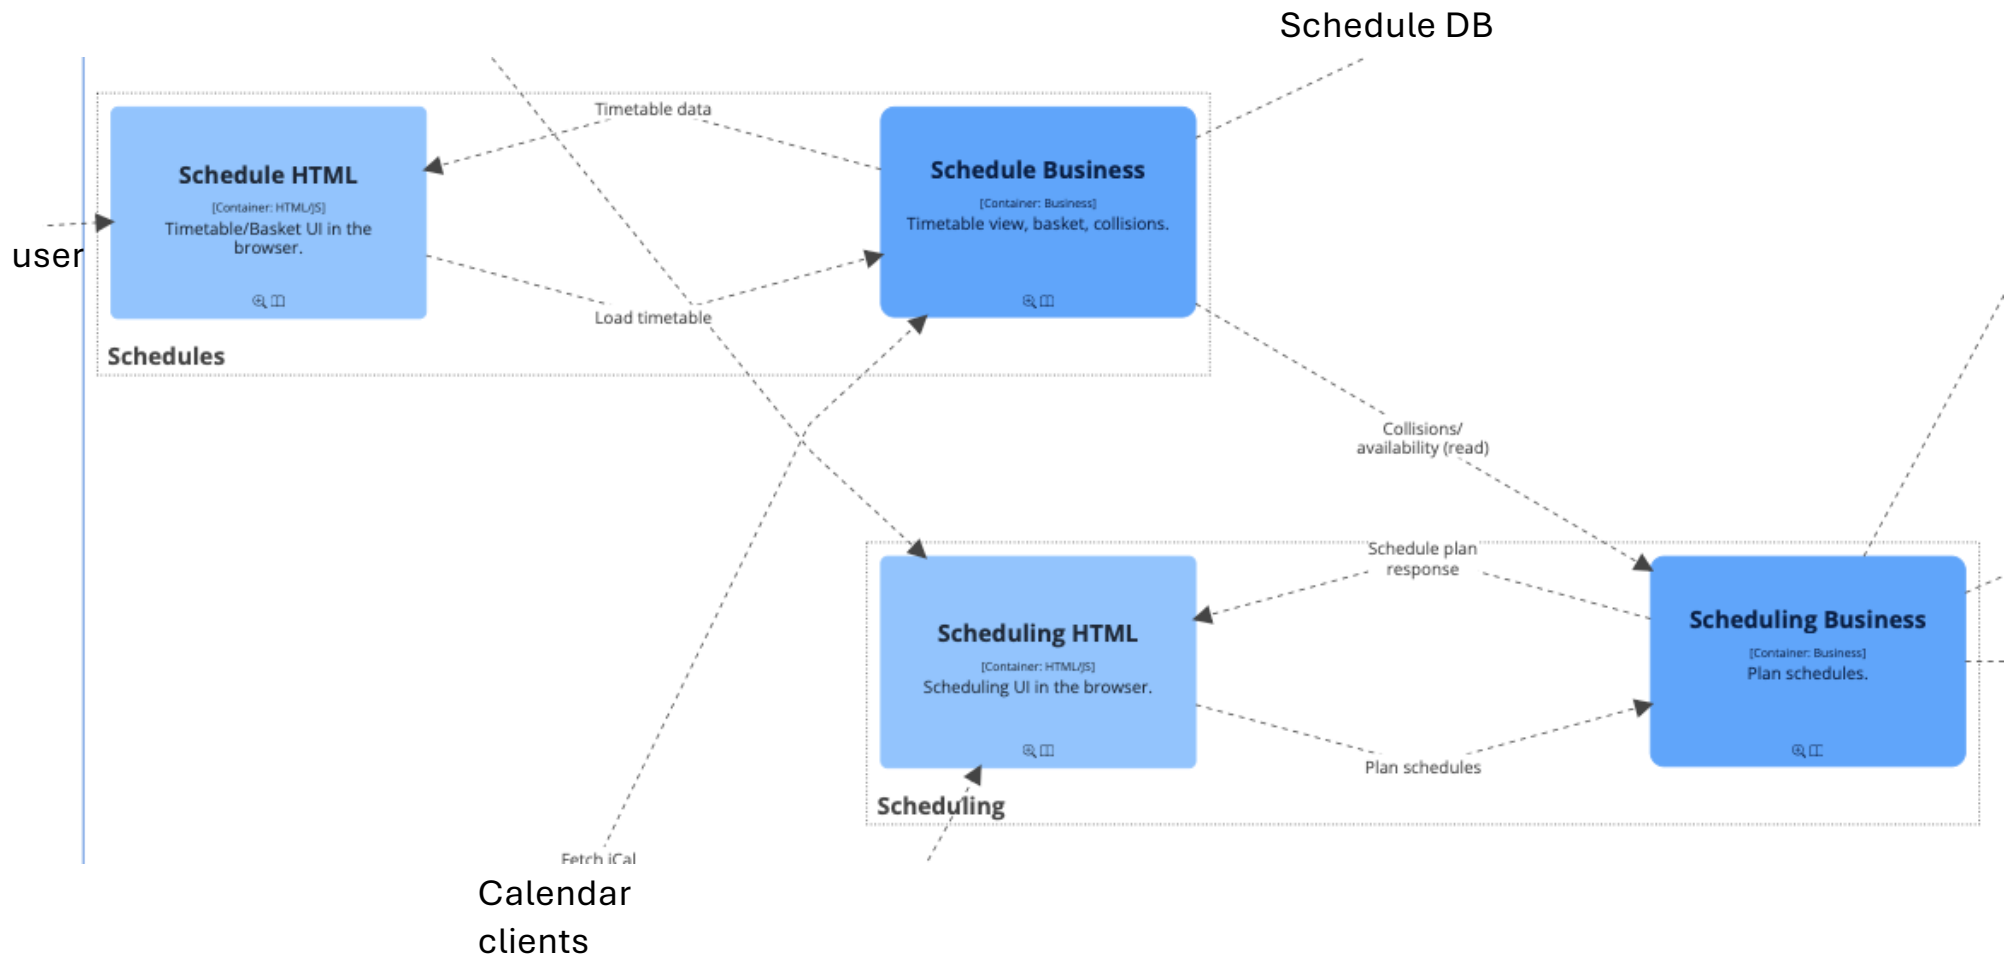 Schedule DB
Timetable data
Schedule HTML
[Container: HTML/JS]
Timetable/Basket UI in the
browser.
Schedule Business
[Container: Business]
Timetable view, basket, collisions.
user
Load timetable
Schedules
Collisions/
availability (read)
Schedule plan
response
Scheduling HTML
[Container: HTML/JS]
Scheduling UI in the browser.
Scheduling Business
[Container: Business]
Plan schedules.
Plan schedules
Scheduling
Fetch iCal
Calendar
clients